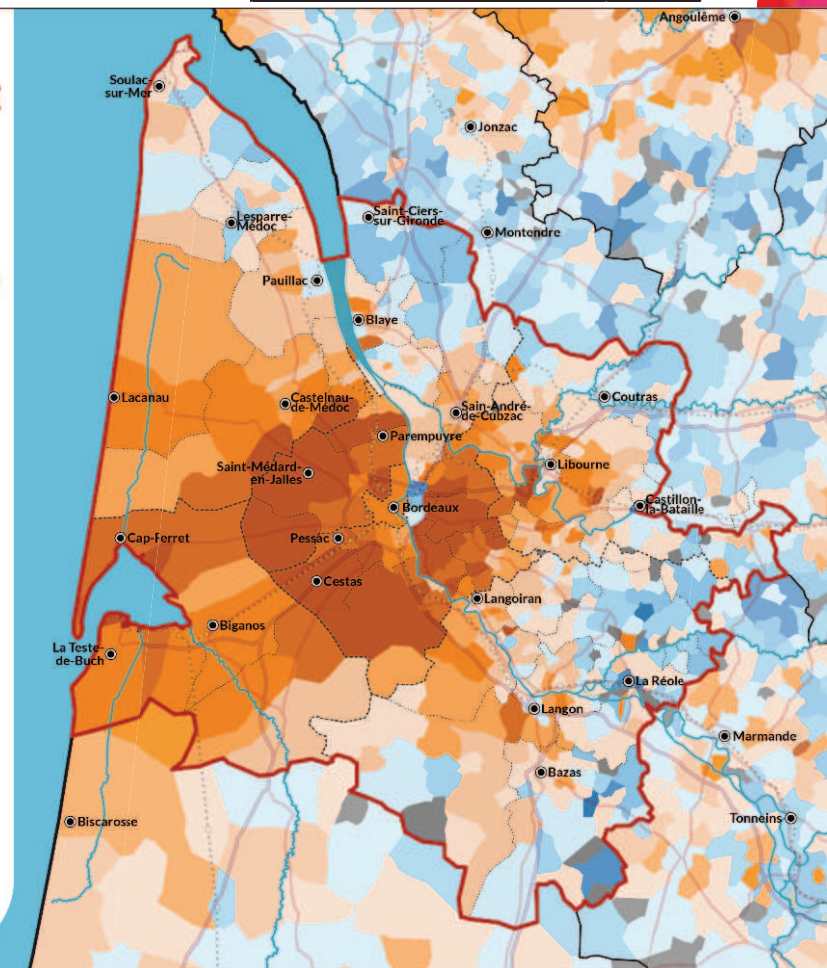 Angoulême
Soulac-
sur-Mer
Jonzac
Lesparre-
Médoc
Saint-Ciers-
sur-Gironde
Montendre
Pauillac
Blaye
Lacanau
Castelnau-
de-Médoc
Sain-André-
de-Cubzac
Coutras
Parempuyre
Saint-Médard-
en-Jalles
Libourne
Bordeaux
Castillon-
la-Bataille
Cap-Ferret
Pessac
Cestas
Langoiran
Biganos
La Teste-
de-Buch
La Réole
Langon
Marmande
Bazas
Biscarosse
Tonneins